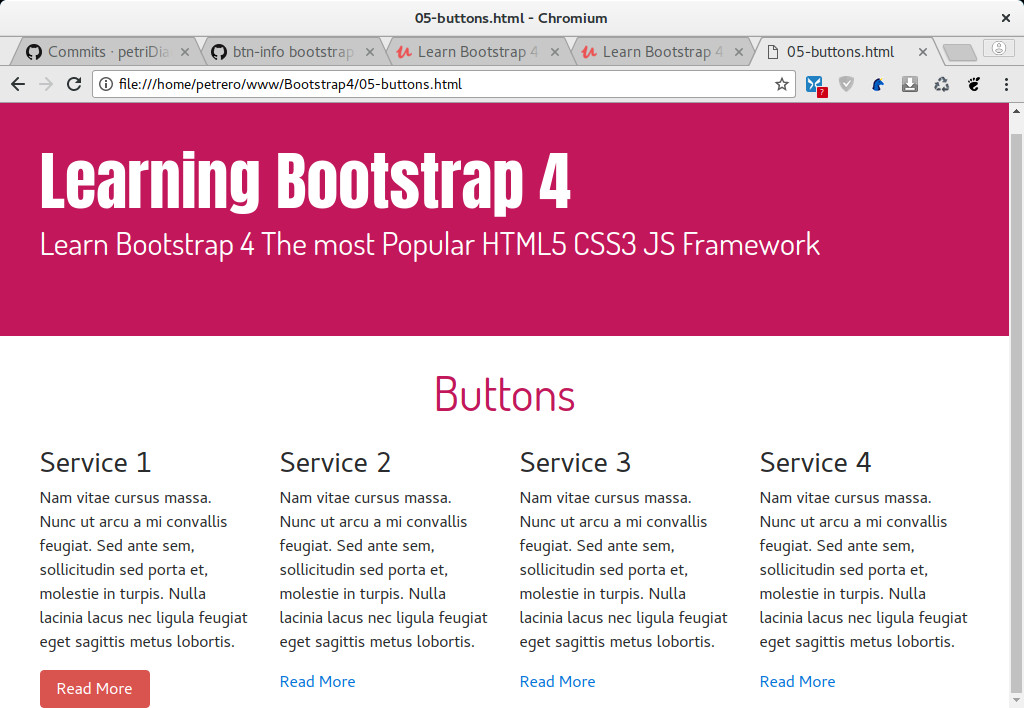 05-buttons.html - Chromium
Commits · petriDia
btn-info bootstrap
Learn Bootstrap 4
Learn Bootstrap 4
05-buttons.html
file:///home/petrero/www/Bootstrap4/05-buttons.html
?
Learning Bootstrap 4
Learn Bootstrap 4 The most Popular HTML5 CSS3 JS Framework
Buttons
Service 1
Nam vitae cursus massa.
Nunc ut arcu a mi convallis
feugiat. Sed ante sem,
sollicitudin sed porta et,
molestie in turpis. Nulla
lacinia lacus nec ligula feugiat
eget sagittis metus lobortis.
Read More
Service 2
Nam vitae cursus massa.
Nunc ut arcu a mi convallis
feugiat. Sed ante sem,
sollicitudin sed porta et,
molestie in turpis. Nulla
lacinia lacus nec ligula feugiat
eget sagittis metus lobortis.
Read More
Service 3
Nam vitae cursus massa.
Nunc ut arcu a mi convallis
feugiat. Sed ante sem,
sollicitudin sed porta et,
molestie in turpis. Nulla
lacinia lacus nec ligula feugiat
eget sagittis metus lobortis.
Read More
Service 4
Nam vitae cursus massa.
Nunc ut arcu a mi convallis
feugiat. Sed ante sem,
sollicitudin sed porta et,
molestie in turpis. Nulla
lacinia lacus nec ligula feugiat
eget sagittis metus lobortis.
Read More